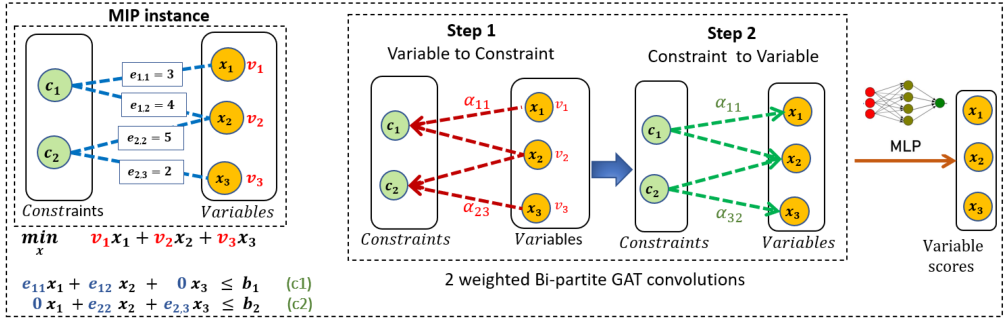 MIP instance
c1
c2
e1.1 = 3
e1.2 = 4
e2.2 = 5
e2,3 = 2
x1 v1
x2 v2
x3 v3
Constraints
Variables
min x v1x1 + v2x2 + v3x3
e11x1 + e12 x2 + 0 x3 ≤ b1 (c1)
0 x1 + e22 x2 + e2,3x3 ≤ b2 (c2)
Step 1
Variable to Constraint
α11
c1
c2
α23
x1 v1
x2 v2
x3 v3
Constraints
Variables
Step 2
Constraint to Variable
α11
c1
c2
α32
x1
x2
x3
Constraints
Variables
2 weighted Bi-partite GAT convolutions
MLP
x1
x2
x3
Variable
scores